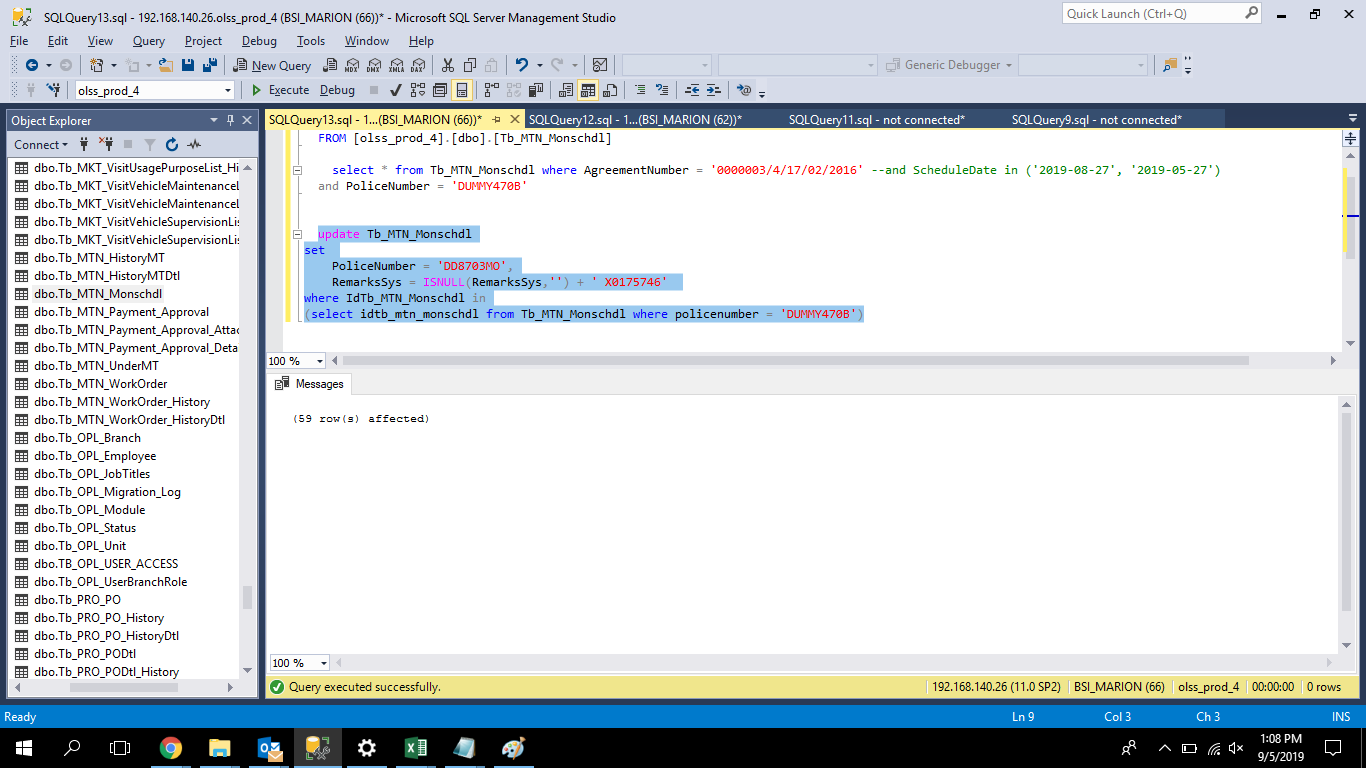 SQLQuery13.sql - 192.168.140.26.olss_prod_4 (BSI_MARION (66))* - Microsoft SQL Server Management Studio
Quick Launch (Ctrl+Q)
File Edit View Query Project Debug Tools Window Help
New Query
MDX DMX XMLA DAX
Generic Debugger
olss_prod_4
Execute Debug
Object Explorer
Connect
dbo.Tb_MKT_VisitUsagePurposeList_Hi
dbo.Tb_MKT_VisitVehicleMaintenanceL
dbo.Tb_MKT_VisitVehicleMaintenanceL
dbo.Tb_MKT_VisitVehicleSupervisionLis
dbo.Tb_MKT_VisitVehicleSupervisionLis
dbo.Tb_MTN_HistoryMT
dbo.Tb_MTN_HistoryMTDtl
dbo.Tb_MTN_Monschdl
dbo.Tb_MTN_Payment_Approval
dbo.Tb_MTN_Payment_Approval_Attac
dbo.Tb_MTN_Payment_Approval_Detai
dbo.Tb_MTN_UnderMT
dbo.Tb_MTN_WorkOrder
dbo.Tb_MTN_WorkOrder_History
dbo.Tb_MTN_WorkOrder_HistoryDtl
dbo.Tb_OPL_Branch
dbo.Tb_OPL_Employee
dbo.Tb_OPL_JobTitles
dbo.Tb_OPL_Migration_Log
dbo.Tb_OPL_Module
dbo.Tb_OPL_Status
dbo.Tb_OPL_Unit
dbo.TB_OPL_USER_ACCESS
dbo.Tb_OPL_UserBranchRole
dbo.Tb_PRO_PO
dbo.Tb_PRO_PO_History
dbo.Tb_PRO_PO_HistoryDtl
dbo.Tb_PRO_PODtl
dbo.Tb_PRO_PODtl_History
SQLQuery13.sql - 1...(BSI_MARION (66))* SQLQuery12.sql - 1...(BSI_MARION (62))* SQLQuery11.sql - not connected* SQLQuery9.sql - not connected*
FROM [olss_prod_4].[dbo].[Tb_MTN_Monschdl]
select * from Tb_MTN_Monschdl where AgreementNumber = '0000003/4/17/02/2016' --and ScheduleDate in ('2019-08-27', '2019-05-27')
and PoliceNumber = 'DUMMY470B'
update Tb_MTN_Monschdl
set
PoliceNumber = 'DD8703MO',
RemarksSys = ISNULL(RemarksSys,'') + ' X0175746'
where IdTb_MTN_Monschdl in
(select idtb_mtn_monschdl from Tb_MTN_Monschdl where policenumber = 'DUMMY470B')
100 %
Messages
(59 row(s) affected)
100 %
Query executed successfully. 192.168.140.26 (11.0 SP2) BSI_MARION (66) olss_prod_4 00:00:00 0 rows
Ready Ln 9 Col 3 Ch 3 INS
1:08 PM
9/5/2019